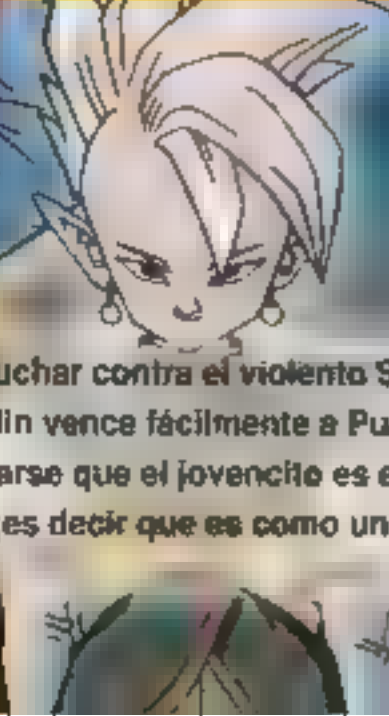 uchar contra el violento S
lin vence fácilmente a Pu
arse que el jovencito es e
es decir que es como un